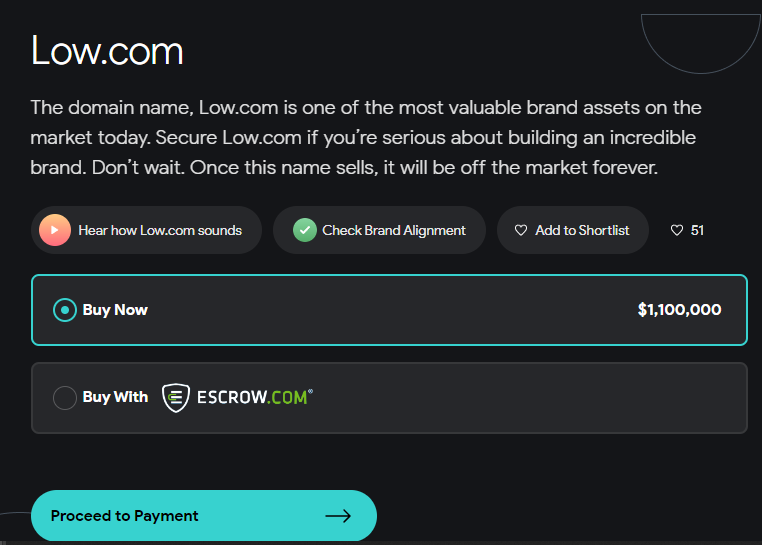 Low.com
The domain name, Low.com is one of the most valuable brand assets on the
market today. Secure Low.com if you’re serious about building an incredible
brand. Don’t wait. Once this name sells, it will be off the market forever.
Hear how Low.com sounds Check Brand Alignment Add to Shortlist 51
Buy Now $1,100,000
Buy With ESCROW.COM®
Proceed to Payment